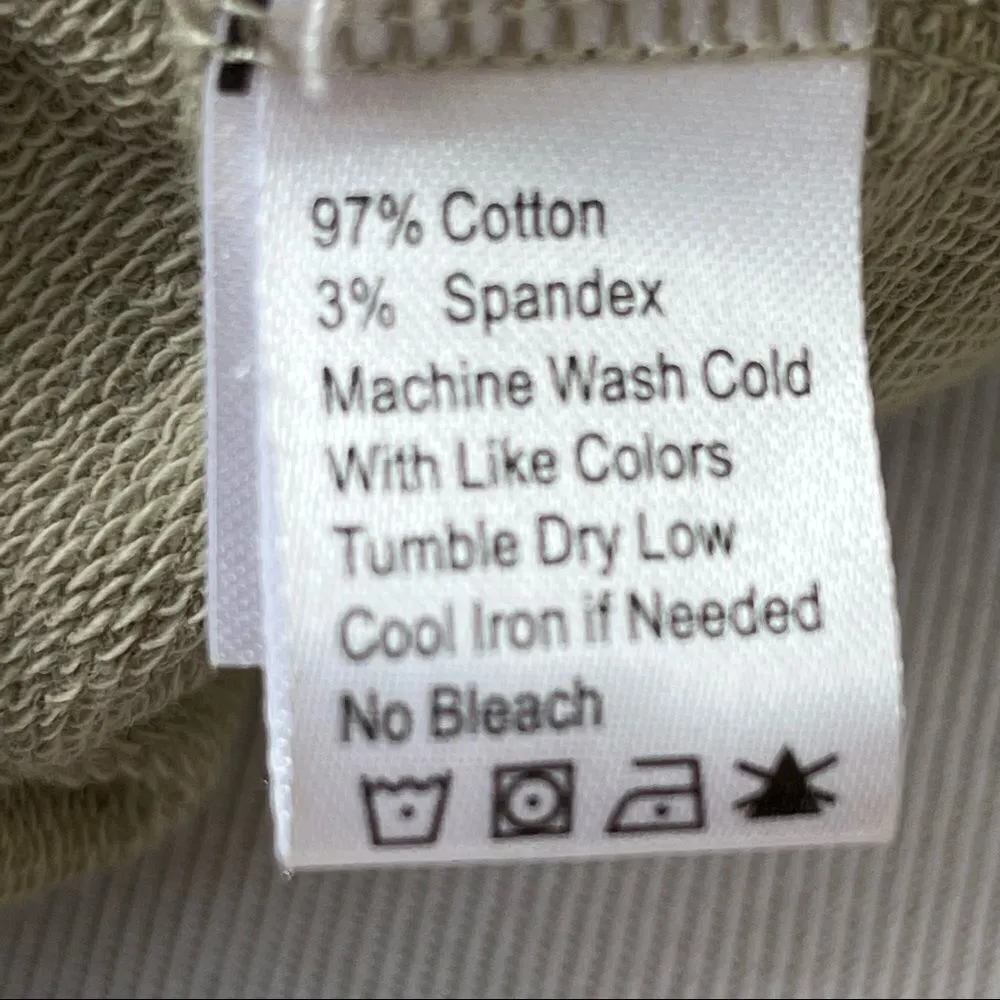 97% Cotton
3% Spandex
Machine Wash Cold
With Like Colors
Tumble Dry Low
Cool Iron if Needed
No Bleach